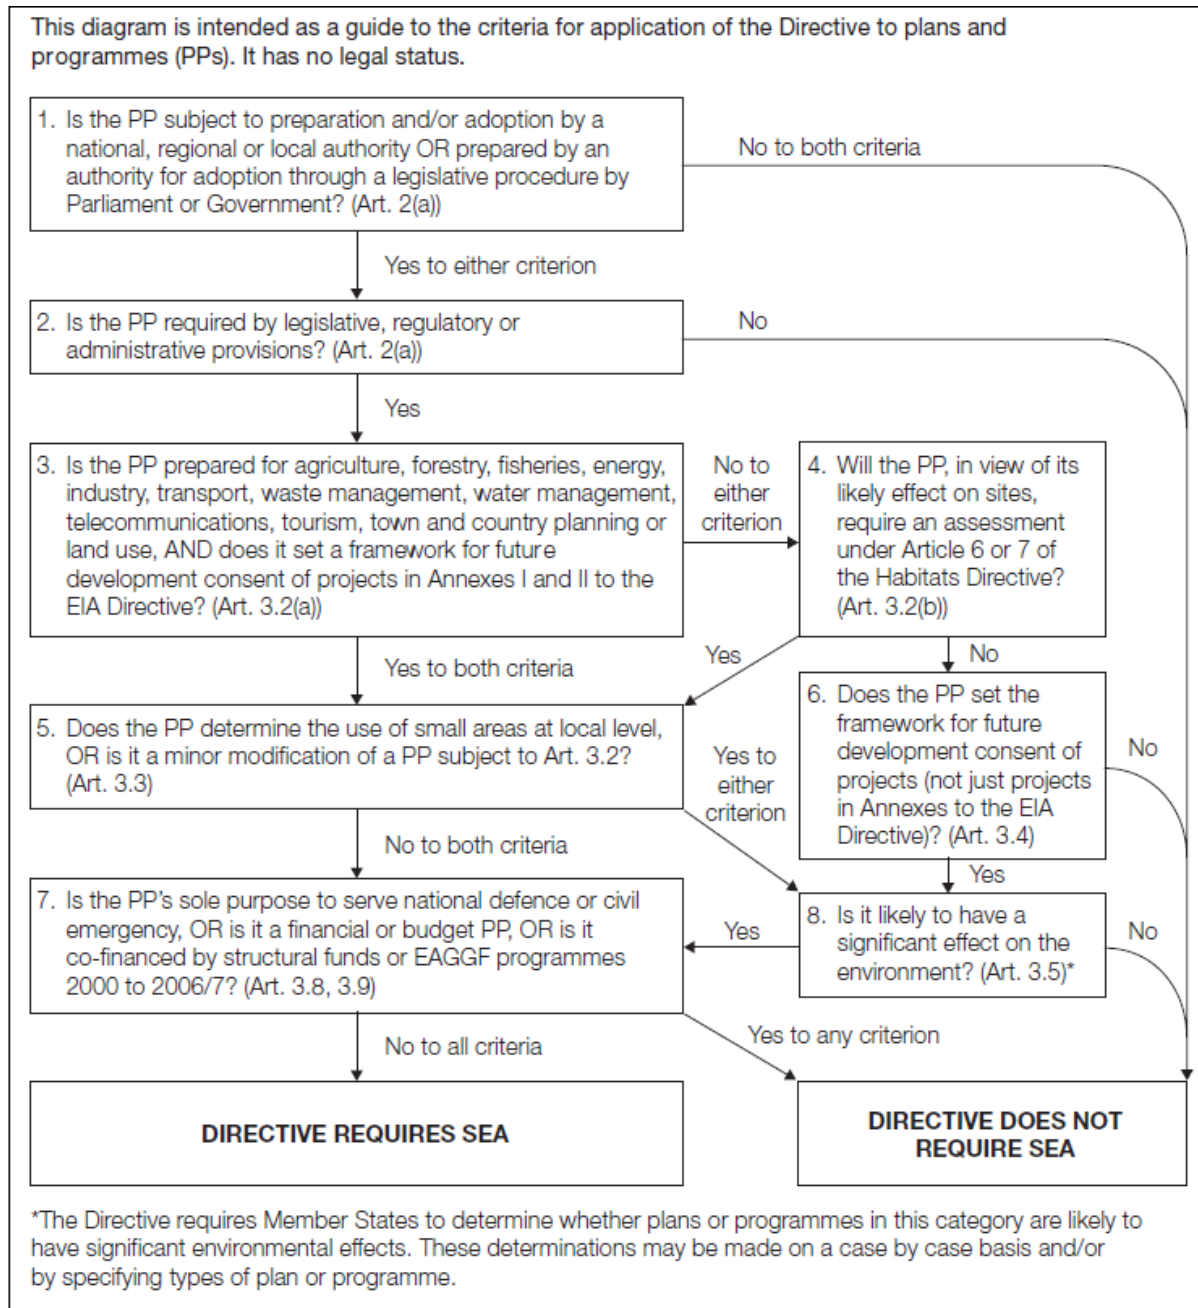 This diagram is intended as a guide to the criteria for application of the Directive to plans and
programmes (PPs). It has no legal status.
1. Is the PP subject to preparation and/or adoption by a
national, regional or local authority OR prepared by an
authority for adoption through a legislative procedure by
Parliament or Government? (Art. 2(a))
No to both criteria
Yes to either criterion
2. Is the PP required by legislative, regulatory or
administrative provisions? (Art. 2(a))
No
Yes
3. Is the PP prepared for agriculture, forestry, fisheries, energy,
industry, transport, waste management, water management,
telecommunications, tourism, town and country planning or
land use, AND does it set a framework for future
development consent of projects in Annexes I and II to the
EIA Directive? (Art. 3.2(a))
No to
either
criterion
4. Will the PP, in view of its
likely effect on sites,
require an assessment
under Article 6 or 7 of
the Habitats Directive?
(Art. 3.2(b))
Yes to both criteria
Yes
No
5. Does the PP determine the use of small areas at local level,
OR is it a minor modification of a PP subject to Art. 3.2?
(Art. 3.3)
Yes to
either
criterion
6. Does the PP set the
framework for future
development consent of
projects (not just projects
in Annexes to the EIA
Directive)? (Art. 3.4)
No
No to both criteria
Yes
7. Is the PP's sole purpose to serve national defence or civil
emergency, OR is it a financial or budget PP, OR is it
co-financed by structural funds or EAGGF programmes
2000 to 2006/7? (Art. 3.8, 3.9)
Yes
8. Is it likely to have a
significant effect on the
environment? (Art. 3.5)*
No
No to all criteria
Yes to any criterion
DIRECTIVE REQUIRES SEA
DIRECTIVE DOES NOT
REQUIRE SEA
*The Directive requires Member States to determine whether plans or programmes in this category are likely to
have significant environmental effects. These determinations may be made on a case by case basis and/or
by specifying types of plan or programme.